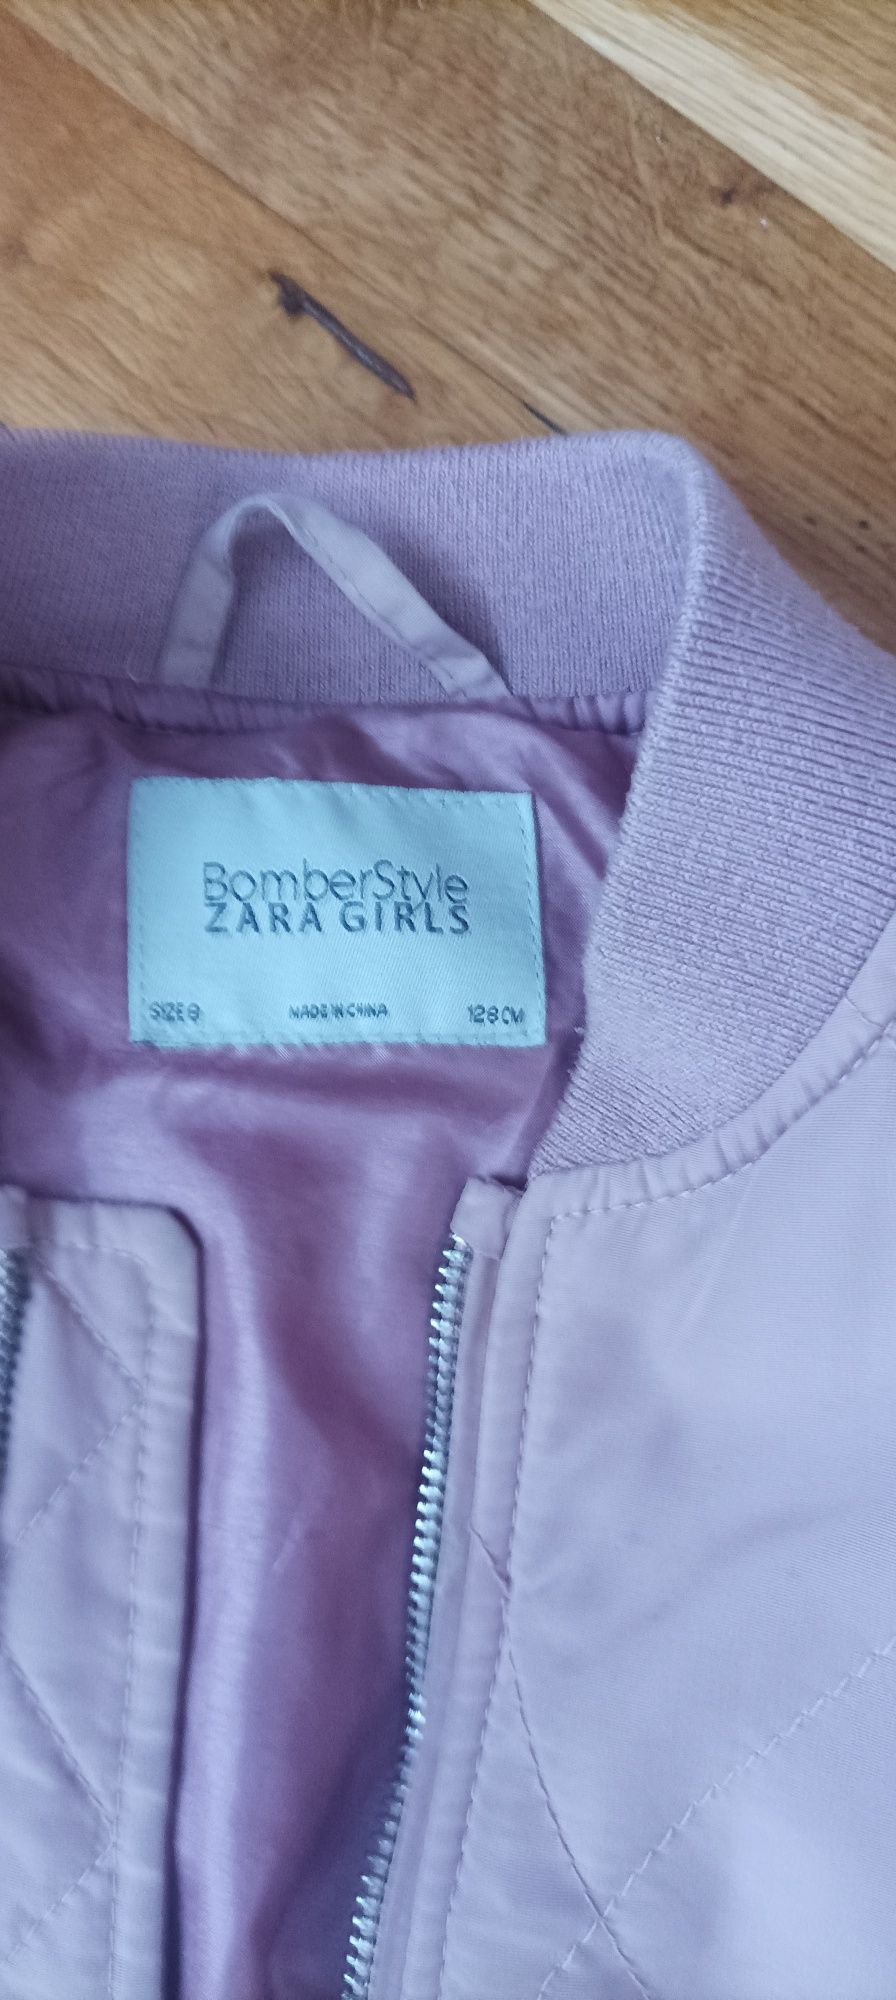 BomberStyle
ZARA GIRLS
SIZE 8 MADE IN CHINA 128 CM